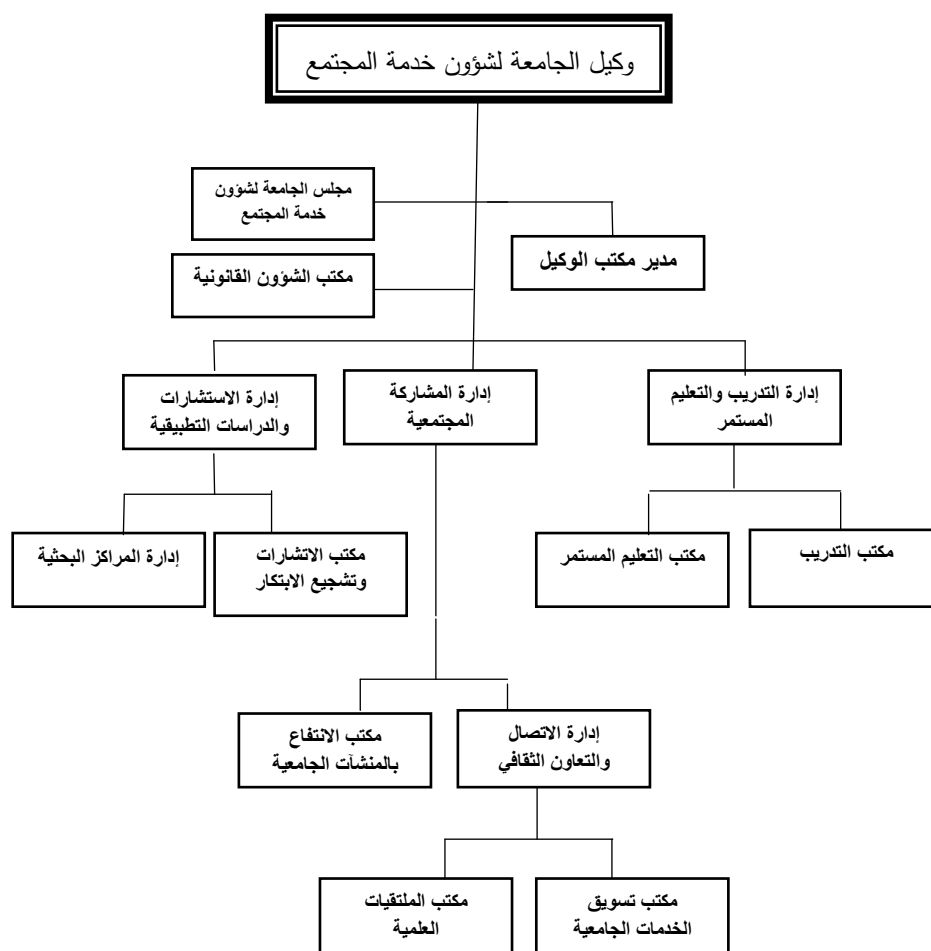 وكيل الجامعة لشؤون خدمة المجتمع
مجلس الجامعة لشؤون
خدمة المجتمع
مدير مكتب الوكيل
مكتب الشؤون القانونية
إدارة التدريب والتعليم
المستمر
إدارة المشاركة
المجتمعية
إدارة الاستشارات
والدراسات التطبيقية
مكتب التدريب
مكتب التعليم المستمر
مكتب الاتشارات
وتشجيع الابتكار
إدارة المراكز البحثية
إدارة الاتصال
والتعاون الثقافي
مكتب الانتفاع
بالمنشآت الجامعية
مكتب تسويق
الخدمات الجامعية
مكتب الملتقيات
العلمية